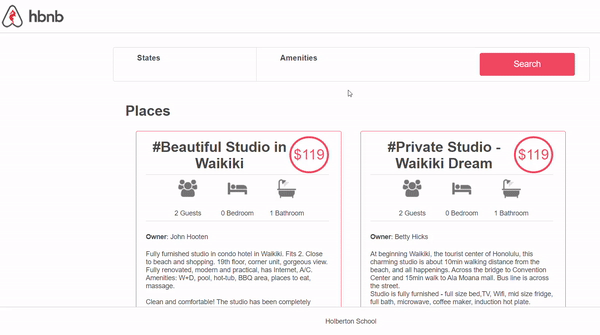 hbnb
States
Amenities
Search
Places
#Beautiful Studio in
Waikiki
$119
2 Guests
0 Bedroom
1 Bathroom
Owner: John Hooten
Fully furnished studio in condo hotel in Waikiki. Fits 2. Close
to beach and shopping. 19th floor, corner unit, gorgeous view.
Fully renovated, modern and practical, has Internet, A/C.
Amenities: W+D, pool, hot-tub, BBQ area, places to eat,
massage.
Clean and comfortable! The studio has been completely
#Private Studio -
Waikiki Dream
$119
2 Guests
0 Bedroom
1 Bathroom
Owner: Betty Hicks
At beginning Waikiki, the tourist center of Honolulu, this
charming studio is about 10min walking distance from the
beach, and all happenings. Across the bridge to Convention
Center and 15min walk to Ala Moana mall. Bus line is across
the street.
Studio is fully furnished - full size bed,TV, Wifi, mid size fridge,
full bath, microwave, coffee maker, induction hot plate.
Holberton School